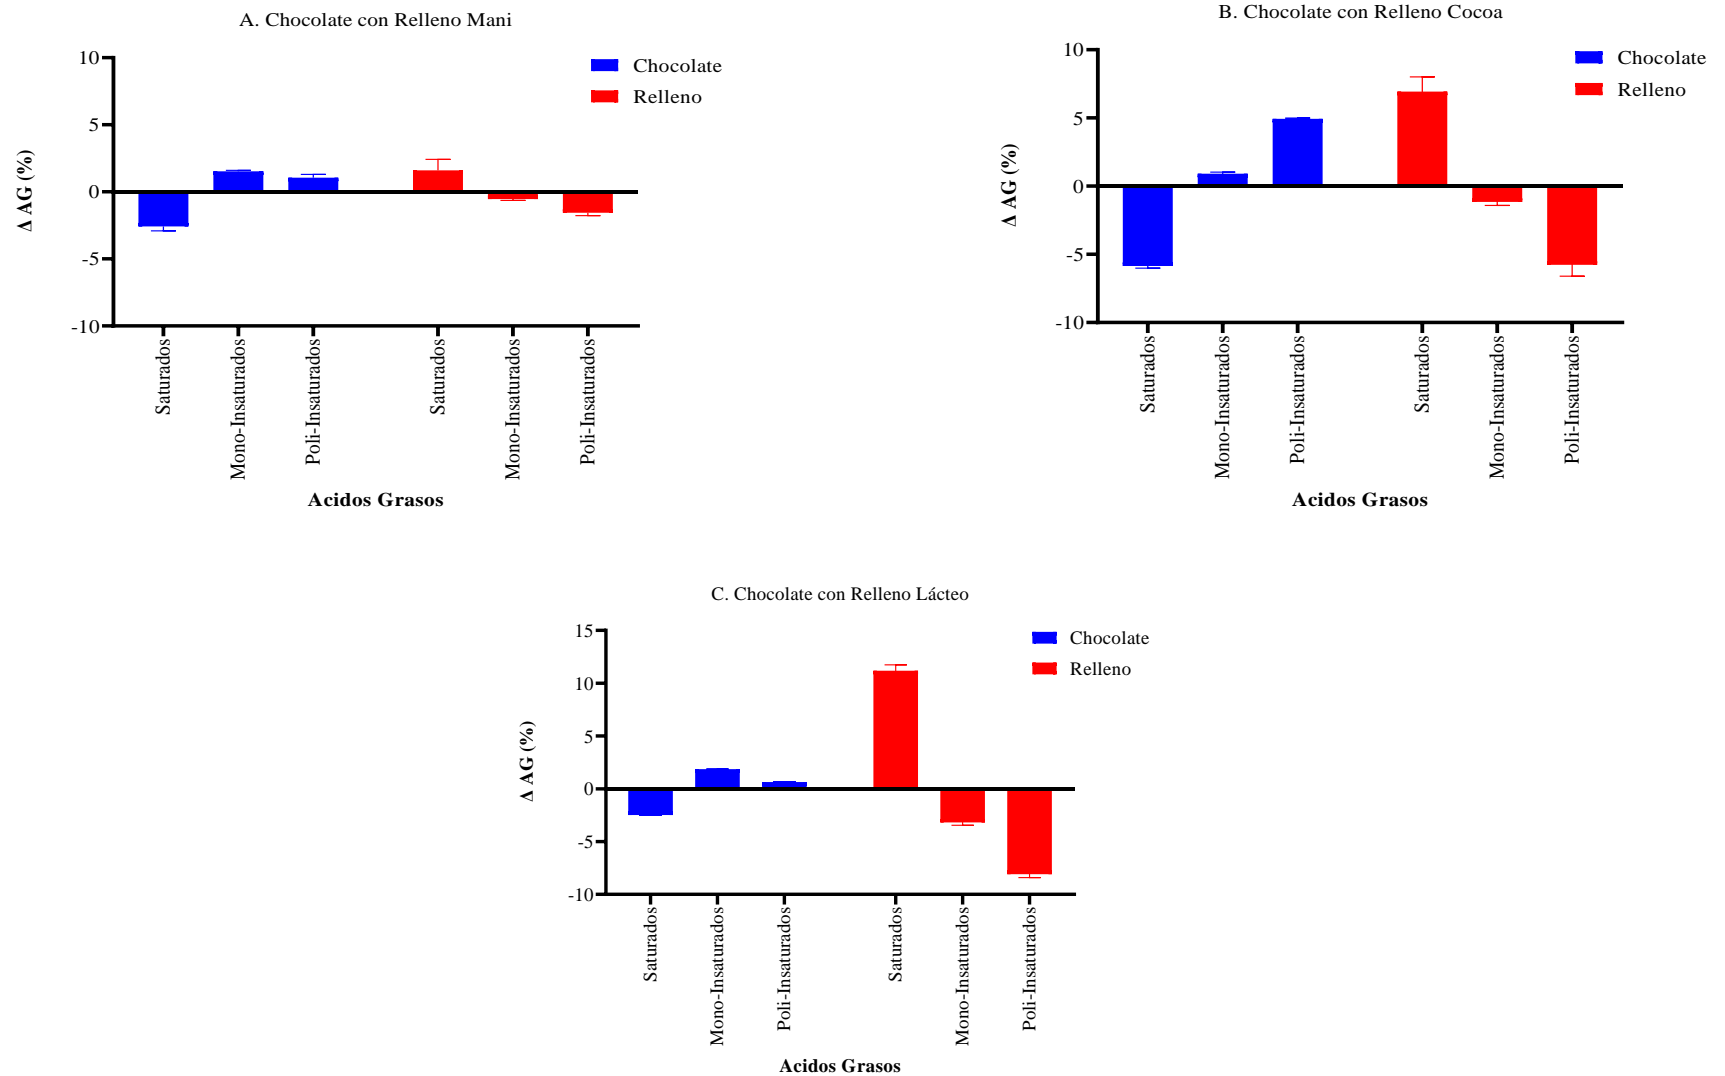 A. Chocolate con Relleno Mani
10
5
0
-5
-10
Δ AG (%)
Chocolate
Relleno
Saturados
Mono-Insaturados
Poli-Insaturados
Saturados
Mono-Insaturados
Poli-Insaturados
Acidos Grasos
B. Chocolate con Relleno Cocoa
10
5
0
-5
-10
Δ AG (%)
Chocolate
Relleno
Saturados
Mono-Insaturados
Poli-Insaturados
Saturados
Mono-Insaturados
Poli-Insaturados
Acidos Grasos
C. Chocolate con Relleno Lácteo
15
10
5
0
-5
-10
Δ AG (%)
Chocolate
Relleno
Saturados
Mono-Insaturados
Poli-Insaturados
Saturados
Mono-Insaturados
Poli-Insaturados
Acidos Grasos